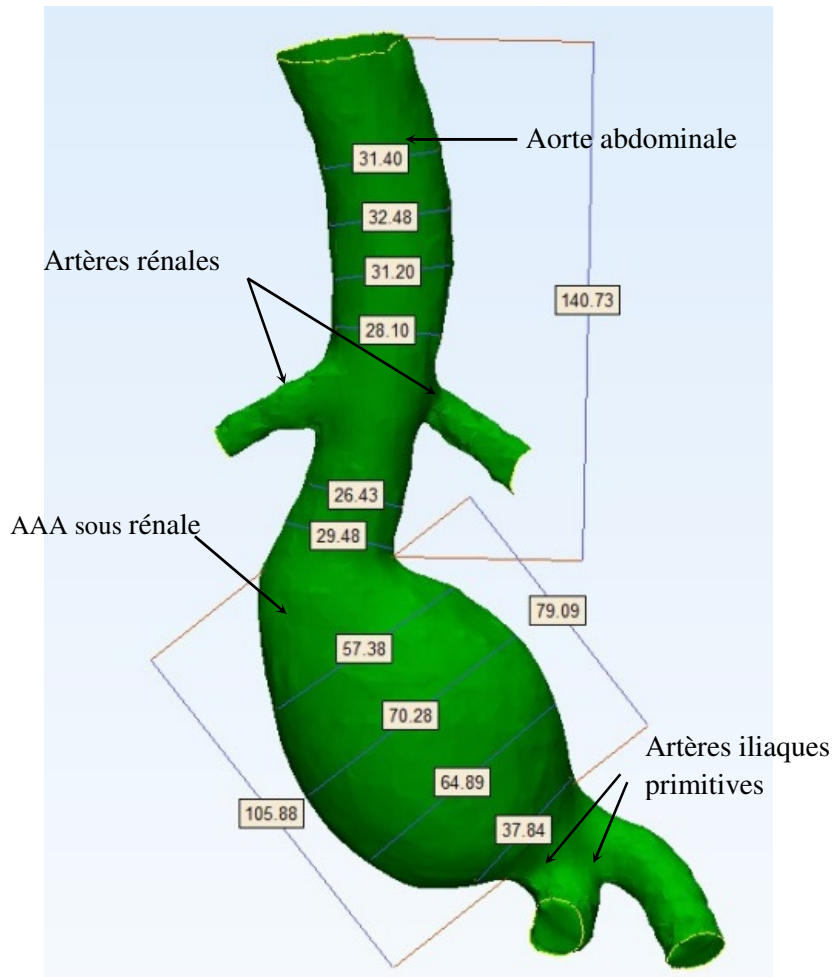 Aorte abdominale
31.40
32.48
Artères rénales
31.20
140.73
28.10
26.43
AAA sous rénale
29.48
79.09
57.38
70.28
Artères iliaques
primitives
64.89
105.88
37.84